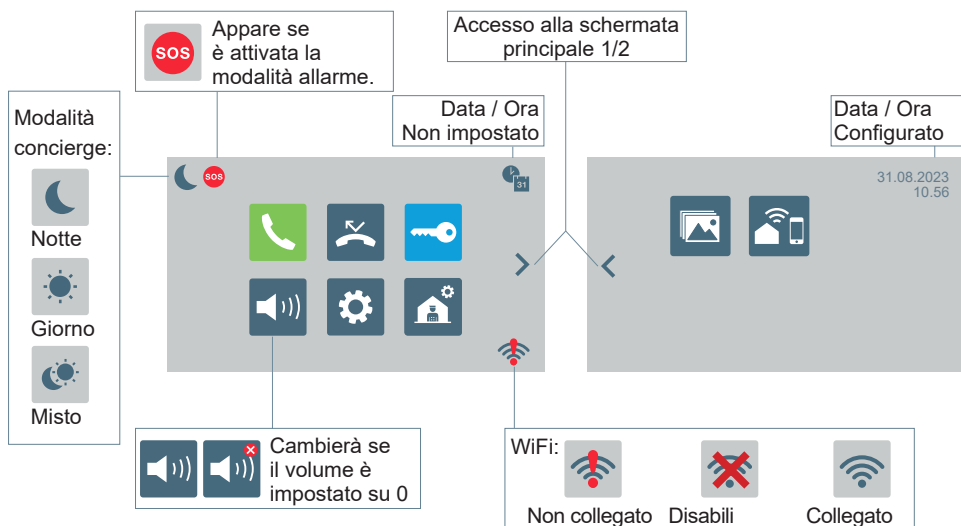 SOS
Appare se
è attivata la
modalità allarme.
Accesso alla schermata
principale 1/2
Modalità
concierge:
Notte
Giorno
Misto
Data / Ora
Non impostato
Data / Ora
Configurato
SOS
31
31.08.2023
10.56
Cambierà se
il volume è
impostato su 0
WiFi:
Non collegato
Disabili
Collegato